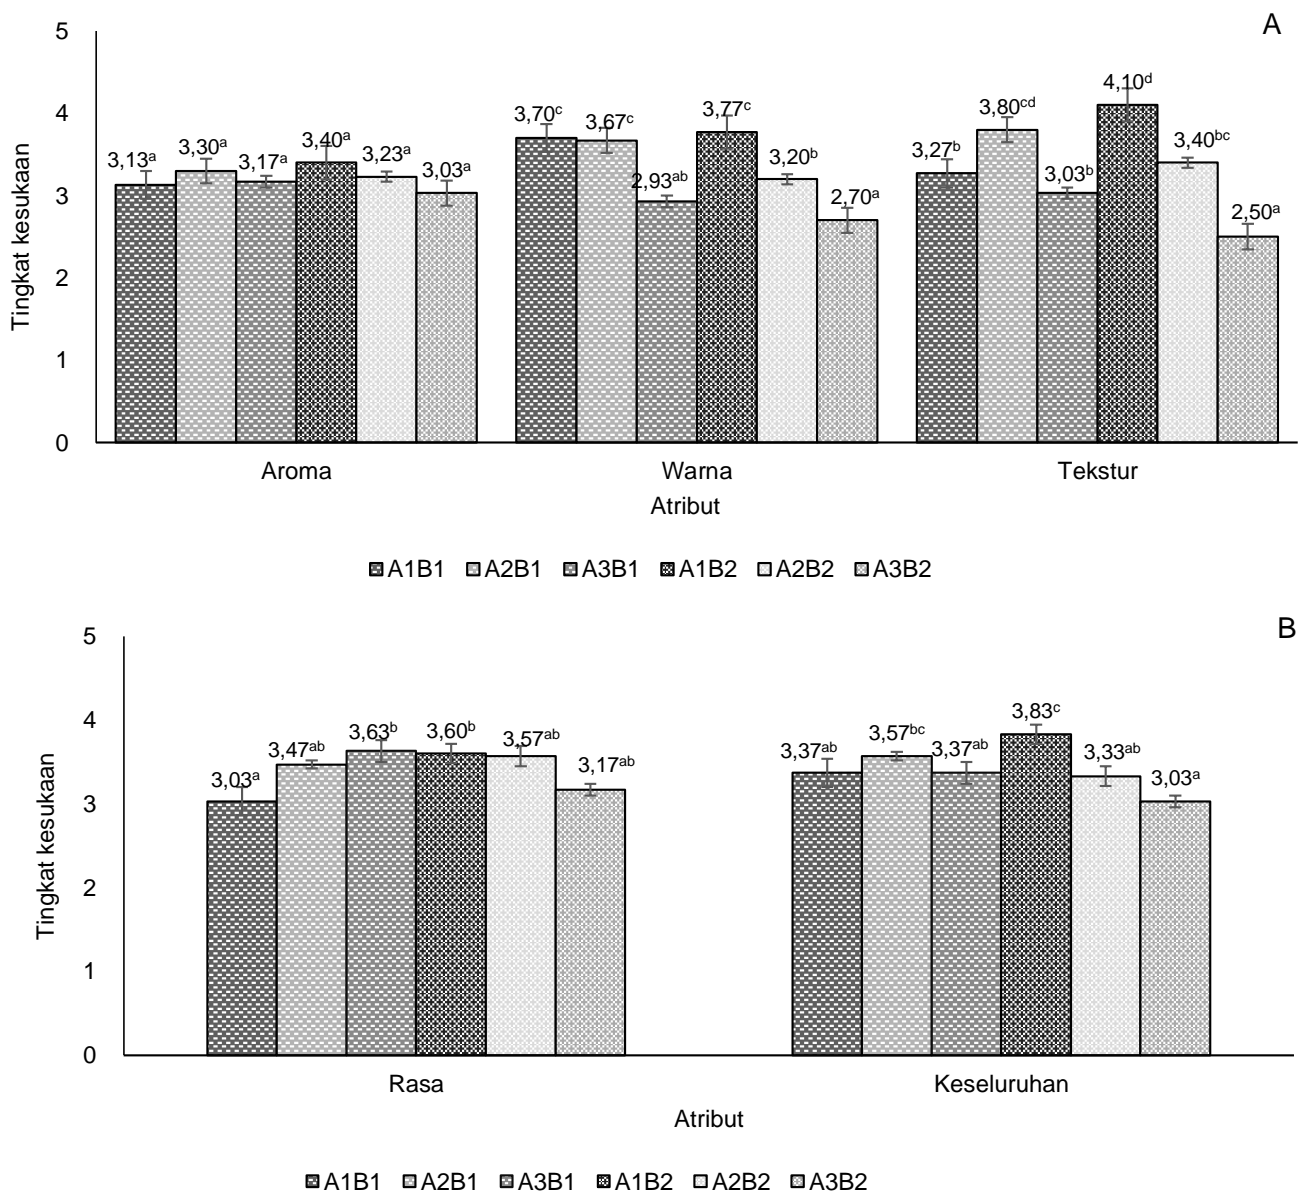 A
5
4
3
2
1
0
Tingkat kesukaan
3,13ᵃ 3,30ᵃ 3,17ᵃ 3,40ᵃ 3,23ᵃ 3,03ᵃ
3,70ᶜ 3,67ᶜ 2,93ᵃᵇ 3,77ᶜ 3,20ᵇ 2,70ᵃ
3,27ᵇ 3,80ᶜᵈ 3,03ᵇ 4,10ᵈ 3,40ᵇᶜ 2,50ᵃ
Aroma Warna Tekstur
Atribut
A1B1 A2B1 A3B1 A1B2 A2B2 A3B2
B
5
4
3
2
1
0
Tingkat kesukaan
3,03ᵃ 3,47ᵃᵇ 3,63ᵇ 3,60ᵇ 3,57ᵃᵇ 3,17ᵃᵇ
3,37ᵃᵇ 3,57ᵇᶜ 3,37ᵃᵇ 3,83ᶜ 3,33ᵃᵇ 3,03ᵃ
Rasa Keseluruhan
Atribut
A1B1 A2B1 A3B1 A1B2 A2B2 A3B2